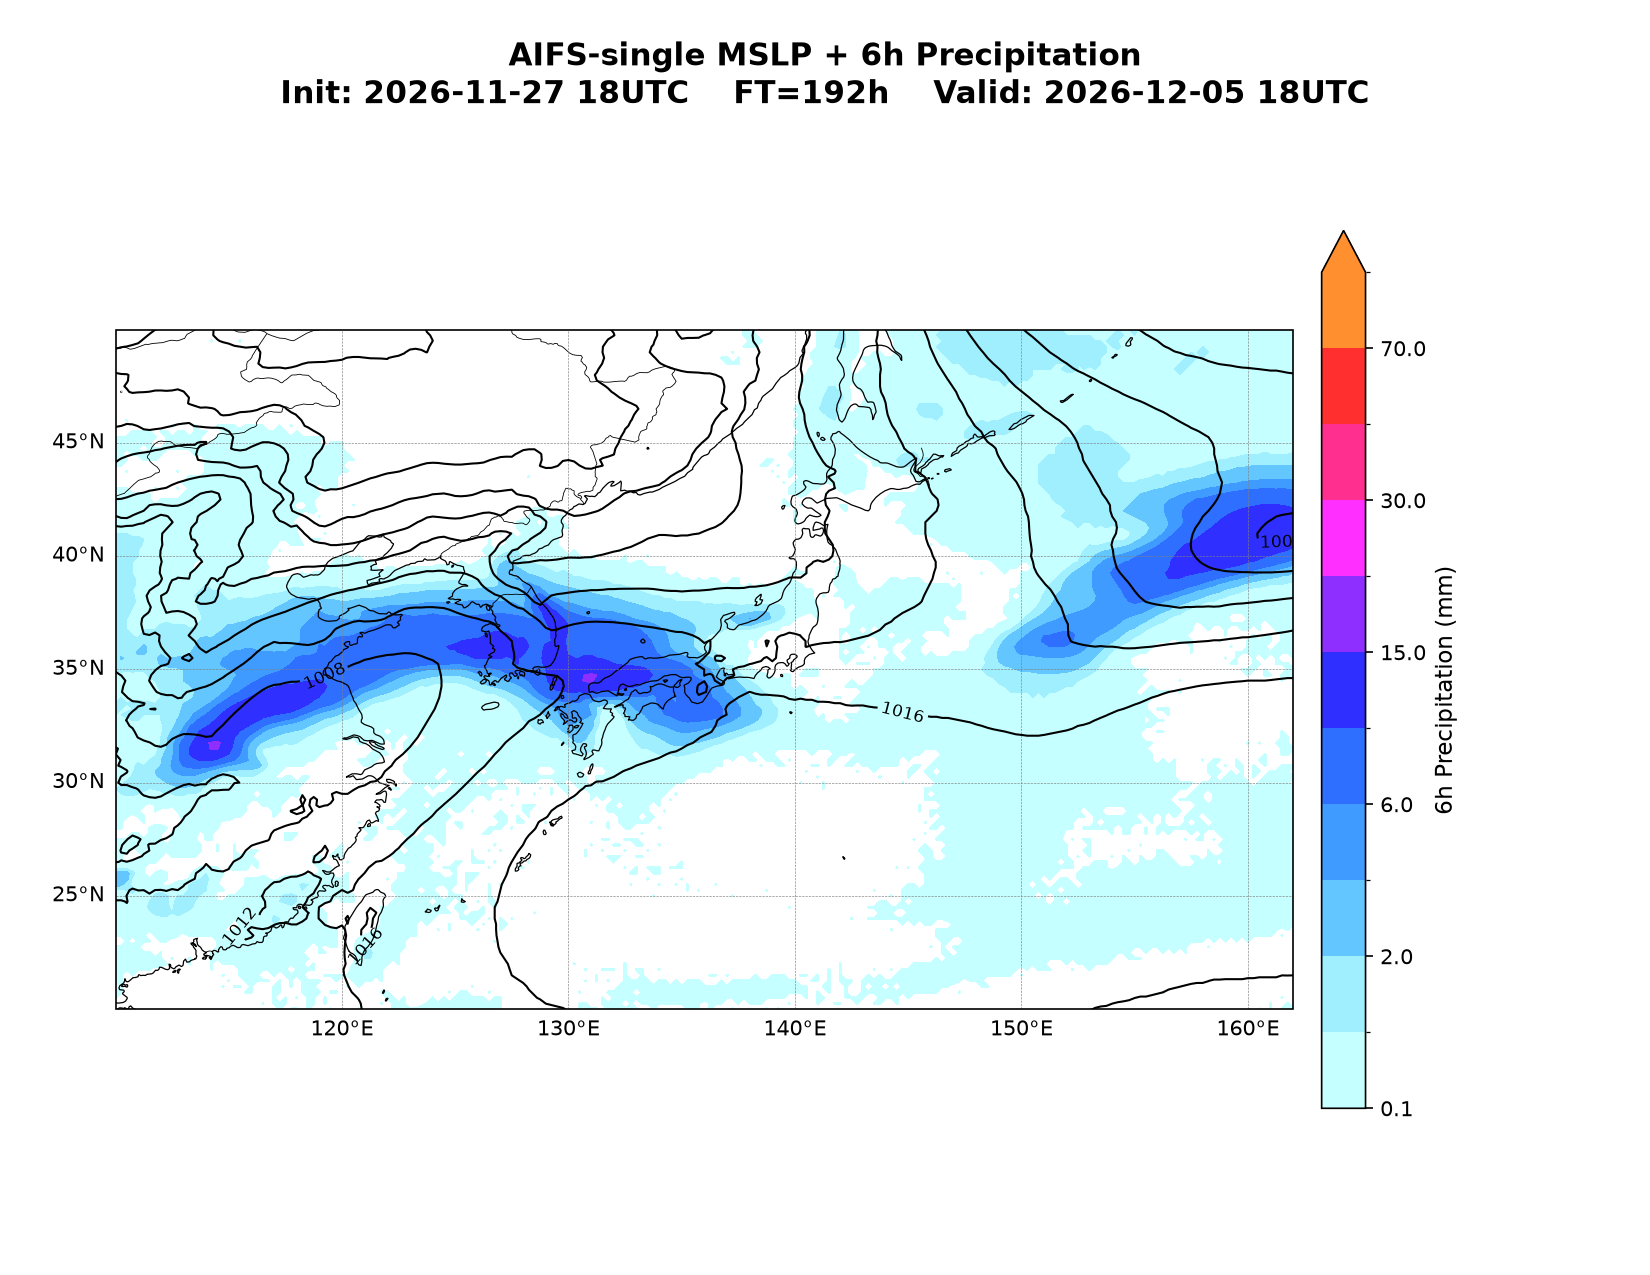 AIFS-single MSLP + 6h Precipitation
Init: 2026-11-27 18UTC    FT=192h    Valid: 2026-12-05 18UTC
45°N
40°N
35°N
30°N
25°N
120°E
130°E
140°E
150°E
160°E
1008
1016
1012
1016
100
70.0
30.0
15.0
6.0
2.0
0.1
6h Precipitation (mm)